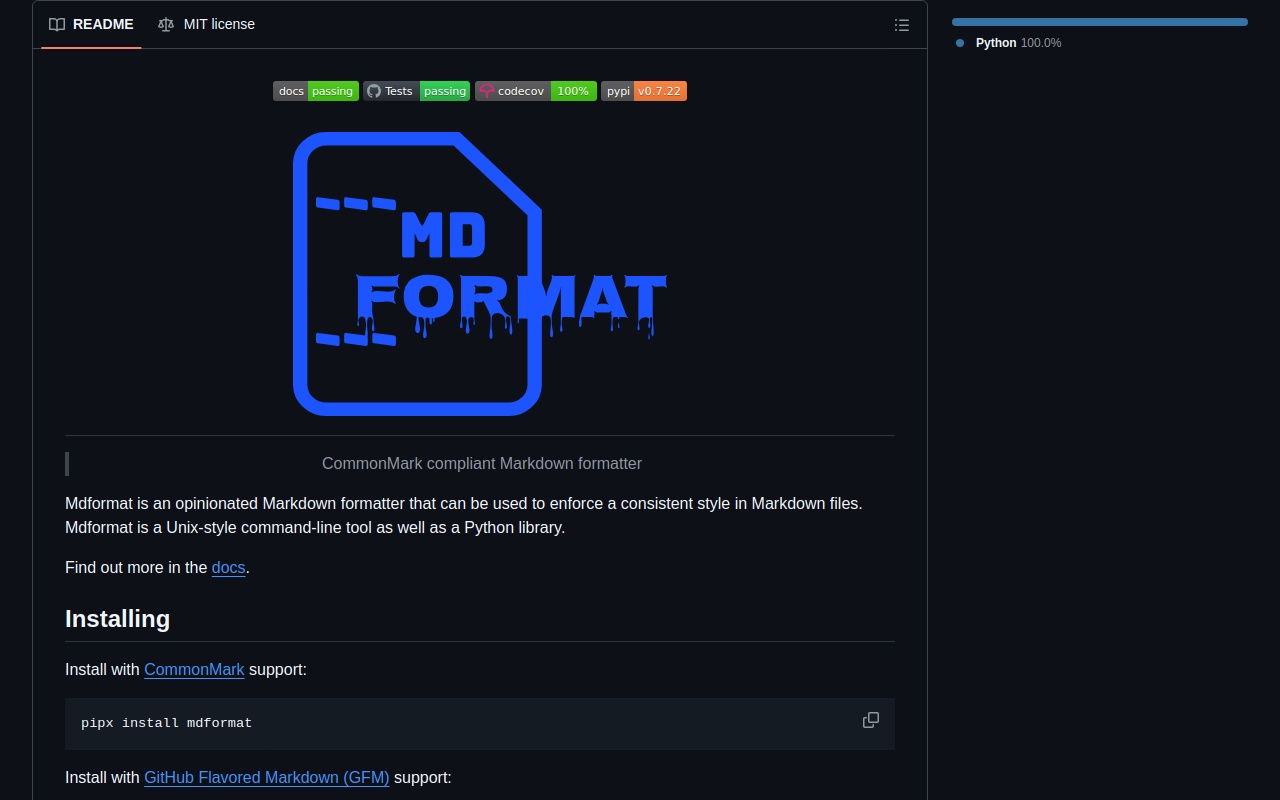 README
MIT license
Python 100.0%
docs passing
Tests passing
codecov 100%
pypi v0.7.22
MD
FORMAT
CommonMark compliant Markdown formatter
Mdformat is an opinionated Markdown formatter that can be used to enforce a consistent style in Markdown files.
Mdformat is a Unix-style command-line tool as well as a Python library.
Find out more in the docs.
Installing
Install with CommonMark support:
pipx install mdformat
Install with GitHub Flavored Markdown (GFM) support: